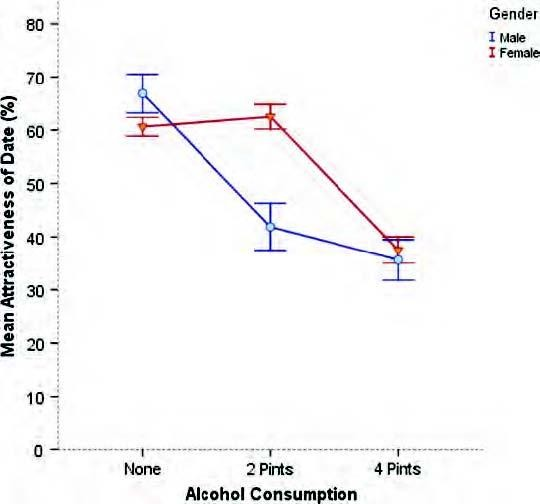 Gender
Male
Female
Mean Attractiveness of Date (%)
80
70
60
50
40
30
20
10
0
None 2 Pints 4 Pints
Alcohol Consumption